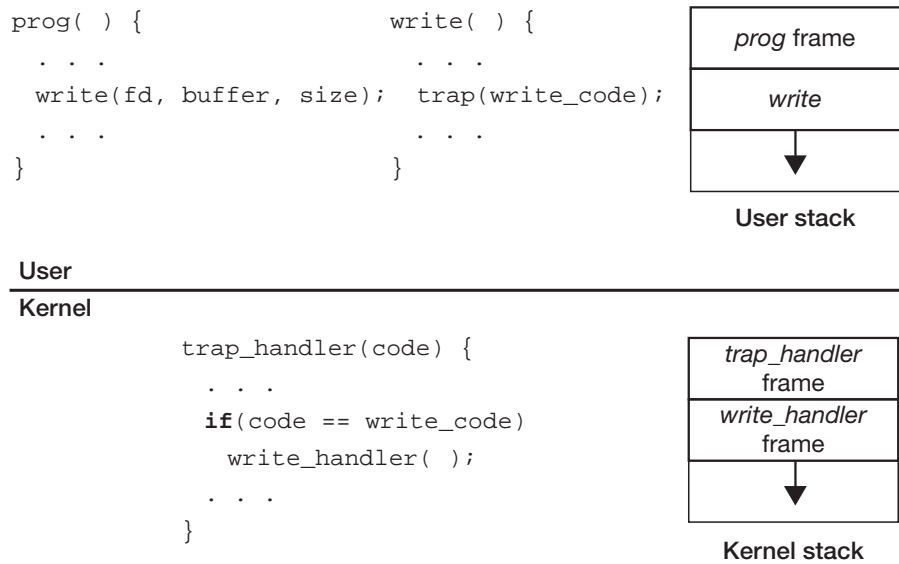 prog( ) {
. . .
write(fd, buffer, size);
. . .
}
write( ) {
. . .
trap(write_code);
. . .
}
prog frame
write
User stack
User
Kernel
trap_handler(code) {
. . .
if(code == write_code)
write_handler( );
. . .
}
trap_handler
frame
write_handler
frame
Kernel stack